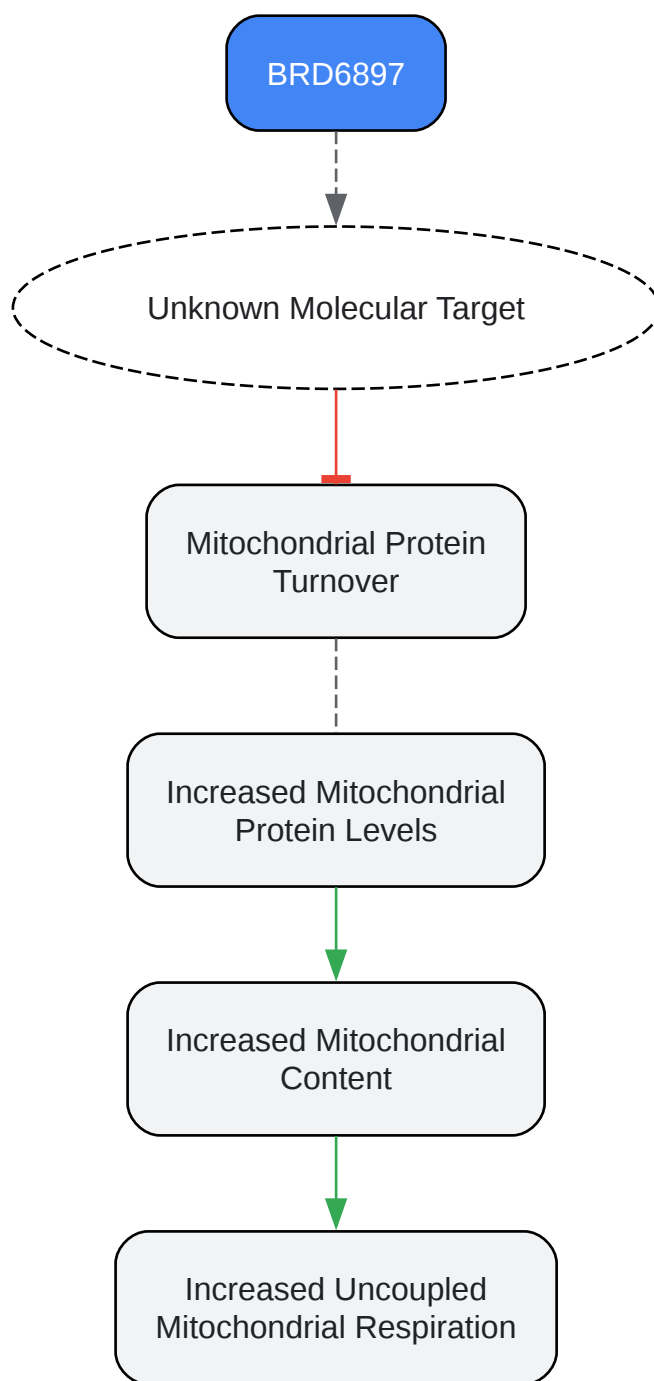 BRD6897
Unknown Molecular Target
Mitochondrial Protein
Turnover
Increased Mitochondrial
Protein Levels
Increased Mitochondrial
Content
Increased Uncoupled
Mitochondrial Respiration